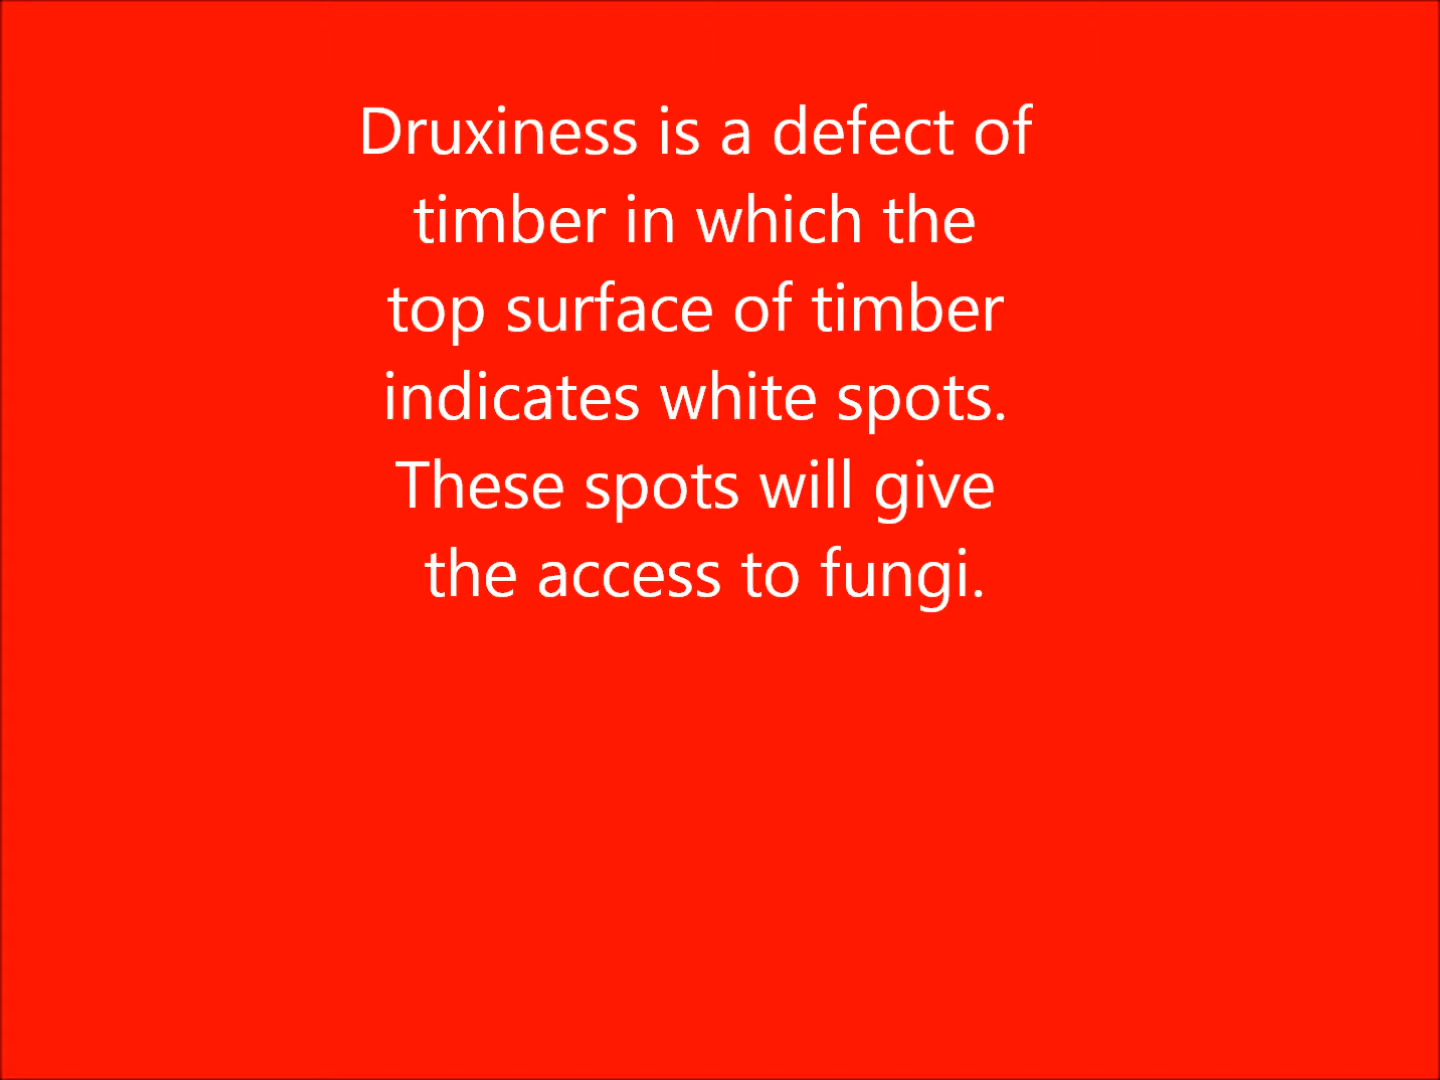 Druxiness is a defect of
timber in which the
top surface of timber
indicates white spots.
These spots will give
the access to fungi.